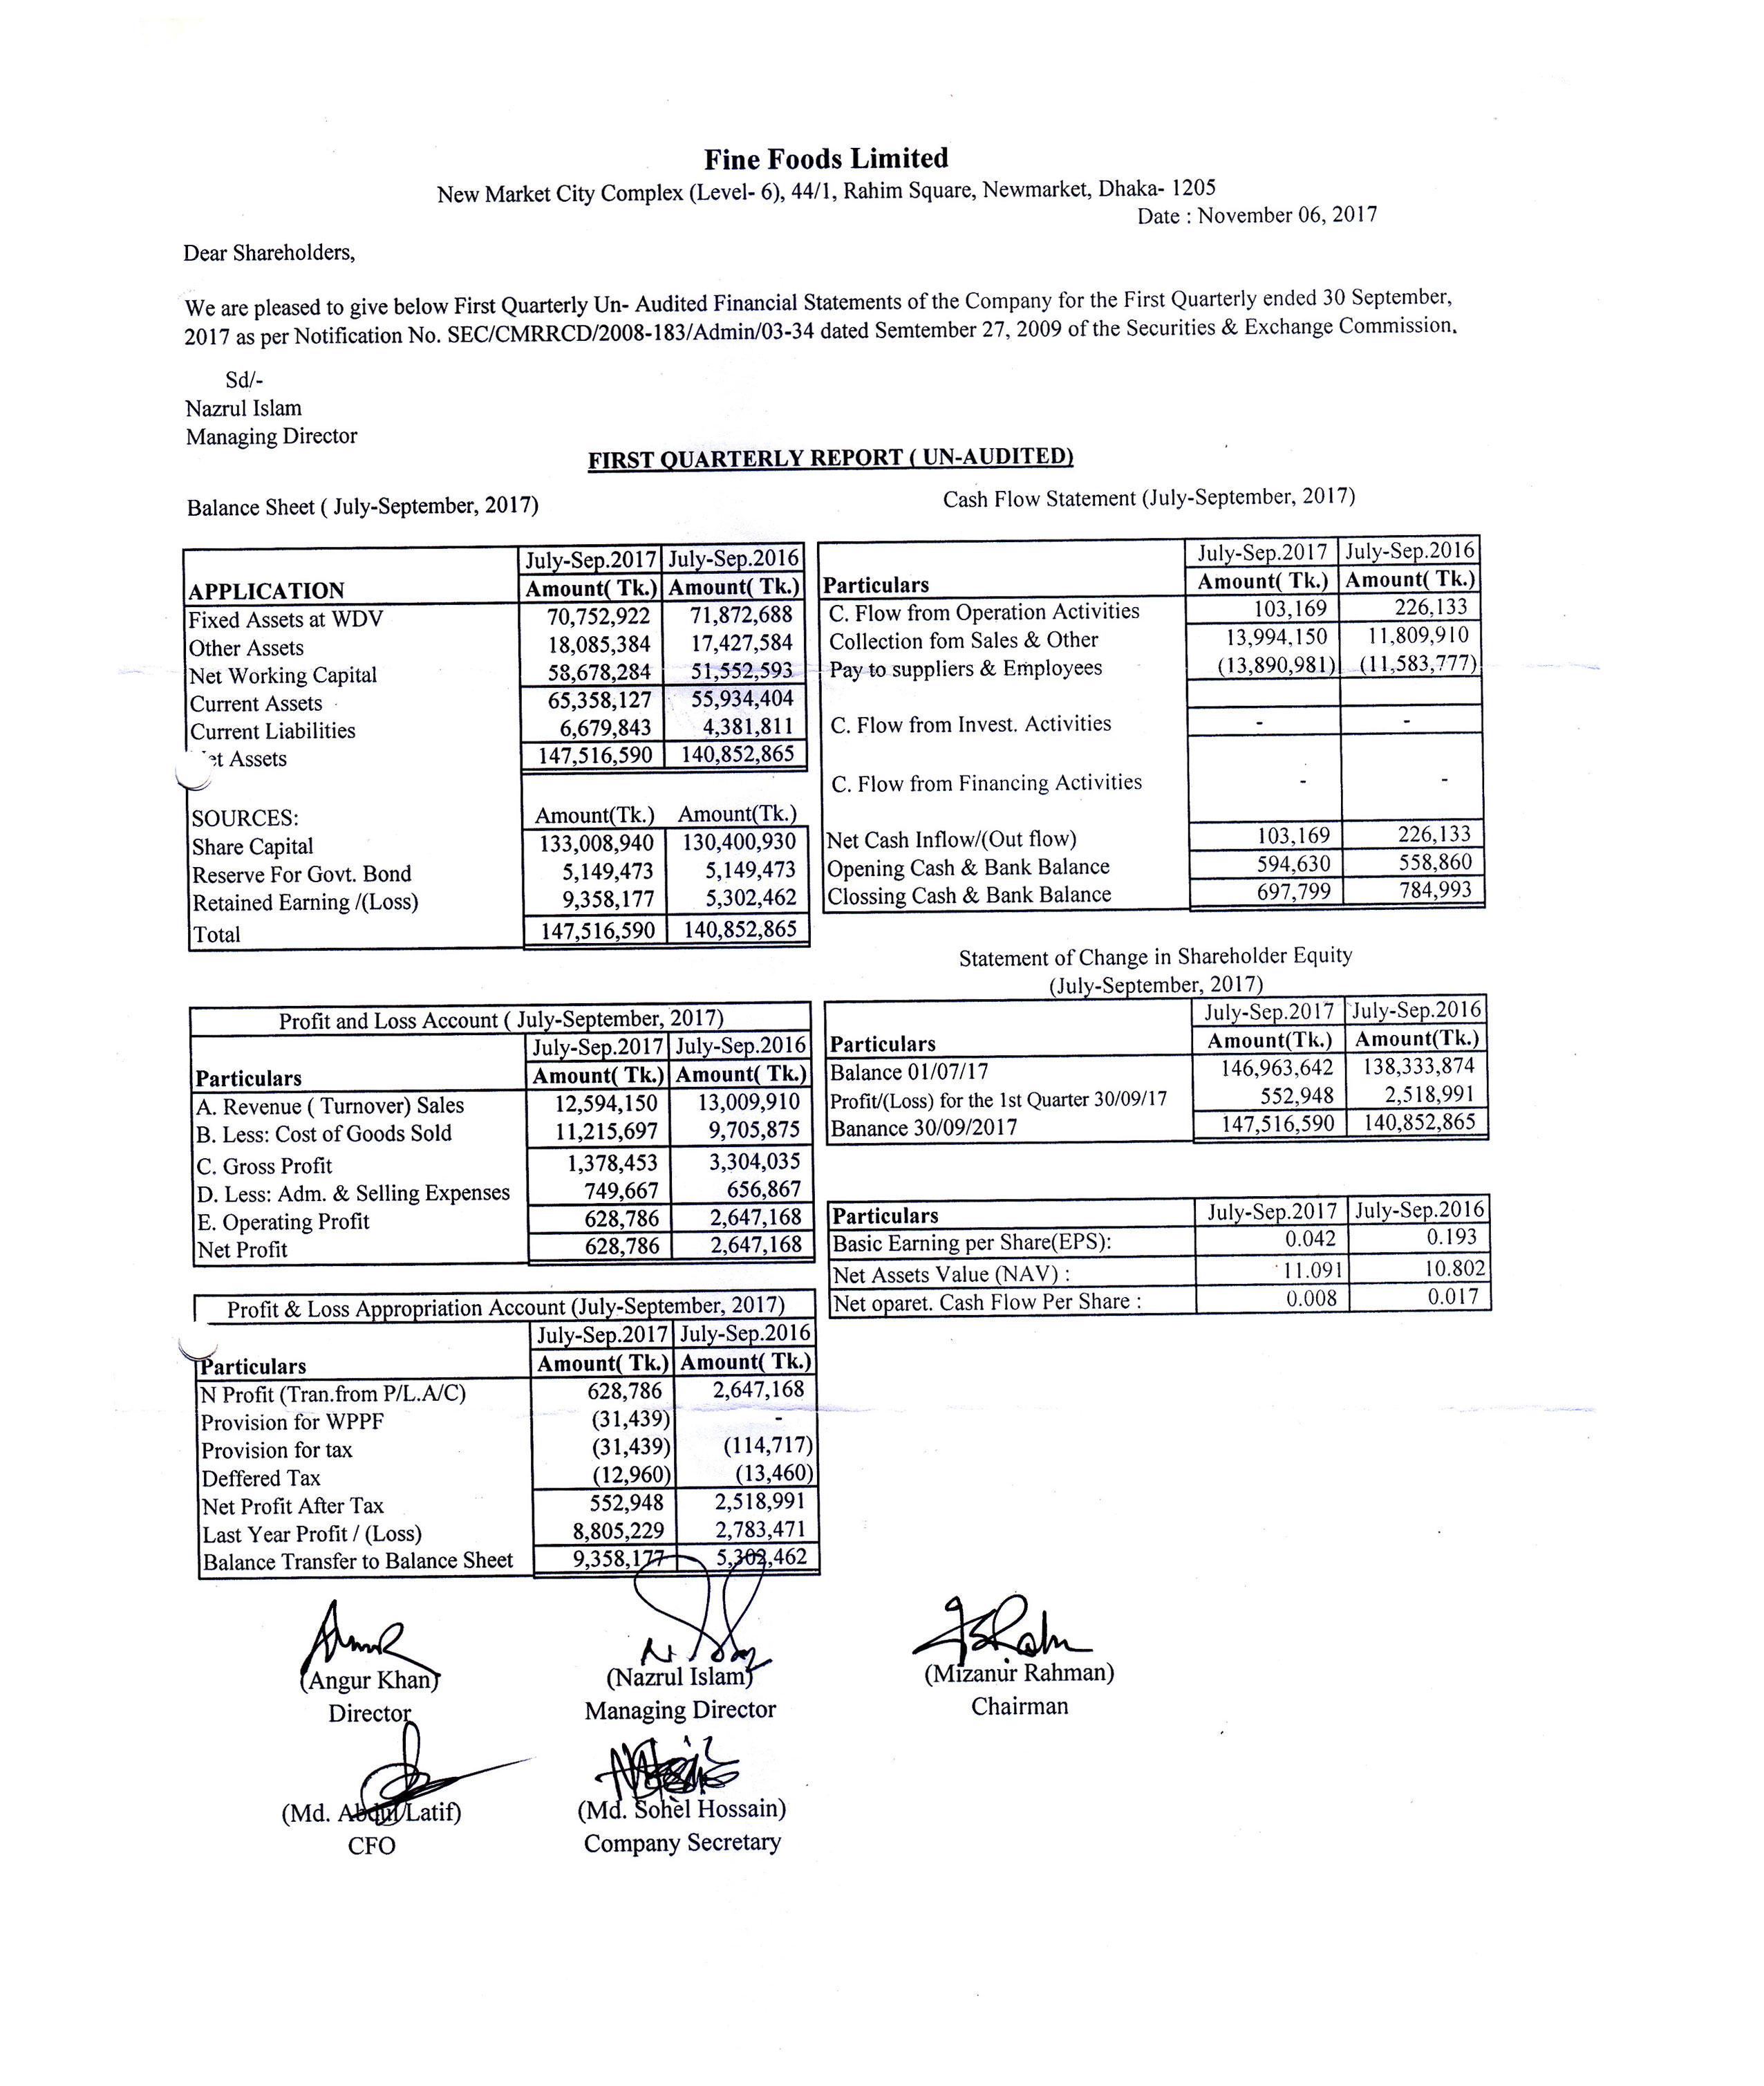 Fine Foods Limited
New Market City Complex (Level- 6), 44/1, Rahim Square, Newmarket, Dhaka- 1205
Date : November 06, 2017
Dear Shareholders,
We are pleased to give below First Quarterly Un- Audited Financial Statements of the Company for the First Quarterly ended 30 September,
2017 as per Notification No. SEC/CMRRCD/2008-183/Admin/03-34 dated Semtember 27, 2009 of the Securities & Exchange Commission.
Sd/-
Nazrul Islam
Managing Director
FIRST QUARTERLY REPORT ( UN-AUDITED)
Balance Sheet ( July-September, 2017)
July-Sep.2017 July-Sep.2016
APPLICATION Amount( Tk.) Amount( Tk.)
Fixed Assets at WDV 70,752,922 71,872,688
Other Assets 18,085,384 17,427,584
Net Working Capital 58,678,284 51,552,593
Current Assets 65,358,127 55,934,404
Current Liabilities 6,679,843 4,381,811
et Assets 147,516,590 140,852,865
SOURCES: Amount(Tk.) Amount(Tk.)
Share Capital 133,008,940 130,400,930
Reserve For Govt. Bond 5,149,473 5,149,473
Retained Earning /(Loss) 9,358,177 5,302,462
Total 147,516,590 140,852,865
Cash Flow Statement (July-September, 2017)
July-Sep.2017 July-Sep.2016
Particulars Amount( Tk.) Amount( Tk.)
C. Flow from Operation Activities 103,169 226,133
Collection fom Sales & Other 13,994,150 11,809,910
Pay to suppliers & Employees (13,890,981) (11,583,777)
C. Flow from Invest. Activities - -
C. Flow from Financing Activities - -
Net Cash Inflow/(Out flow) 103,169 226,133
Opening Cash & Bank Balance 594,630 558,860
Clossing Cash & Bank Balance 697,799 784,993
Profit and Loss Account ( July-September, 2017)
July-Sep.2017 July-Sep.2016
Particulars Amount( Tk.) Amount( Tk.)
A. Revenue ( Turnover) Sales 12,594,150 13,009,910
B. Less: Cost of Goods Sold 11,215,697 9,705,875
C. Gross Profit 1,378,453 3,304,035
D. Less: Adm. & Selling Expenses 749,667 656,867
E. Operating Profit 628,786 2,647,168
Net Profit 628,786 2,647,168
Statement of Change in Shareholder Equity
(July-September, 2017)
July-Sep.2017 July-Sep.2016
Particulars Amount(Tk.) Amount(Tk.)
Balance 01/07/17 146,963,642 138,333,874
Profit/(Loss) for the 1st Quarter 30/09/17 552,948 2,518,991
Banance 30/09/2017 147,516,590 140,852,865
Particulars July-Sep.2017 July-Sep.2016
Basic Earning per Share(EPS): 0.042 0.193
Net Assets Value (NAV) : 11.091 10.802
Net oparet. Cash Flow Per Share : 0.008 0.017
Profit & Loss Appropriation Account (July-September, 2017)
July-Sep.2017 July-Sep.2016
Particulars Amount( Tk.) Amount( Tk.)
N Profit (Tran.from P/L.A/C) 628,786 2,647,168
Provision for WPPF (31,439) -
Provision for tax (31,439) (114,717)
Deffered Tax (12,960) (13,460)
Net Profit After Tax 552,948 2,518,991
Last Year Profit / (Loss) 8,805,229 2,783,471
Balance Transfer to Balance Sheet 9,358,177 5,302,462
(Angur Khan) (Nazrul Islam) (Mizanur Rahman)
Director Managing Director Chairman
(Md. Abdul Latif) (Md. Sohel Hossain)
CFO Company Secretary